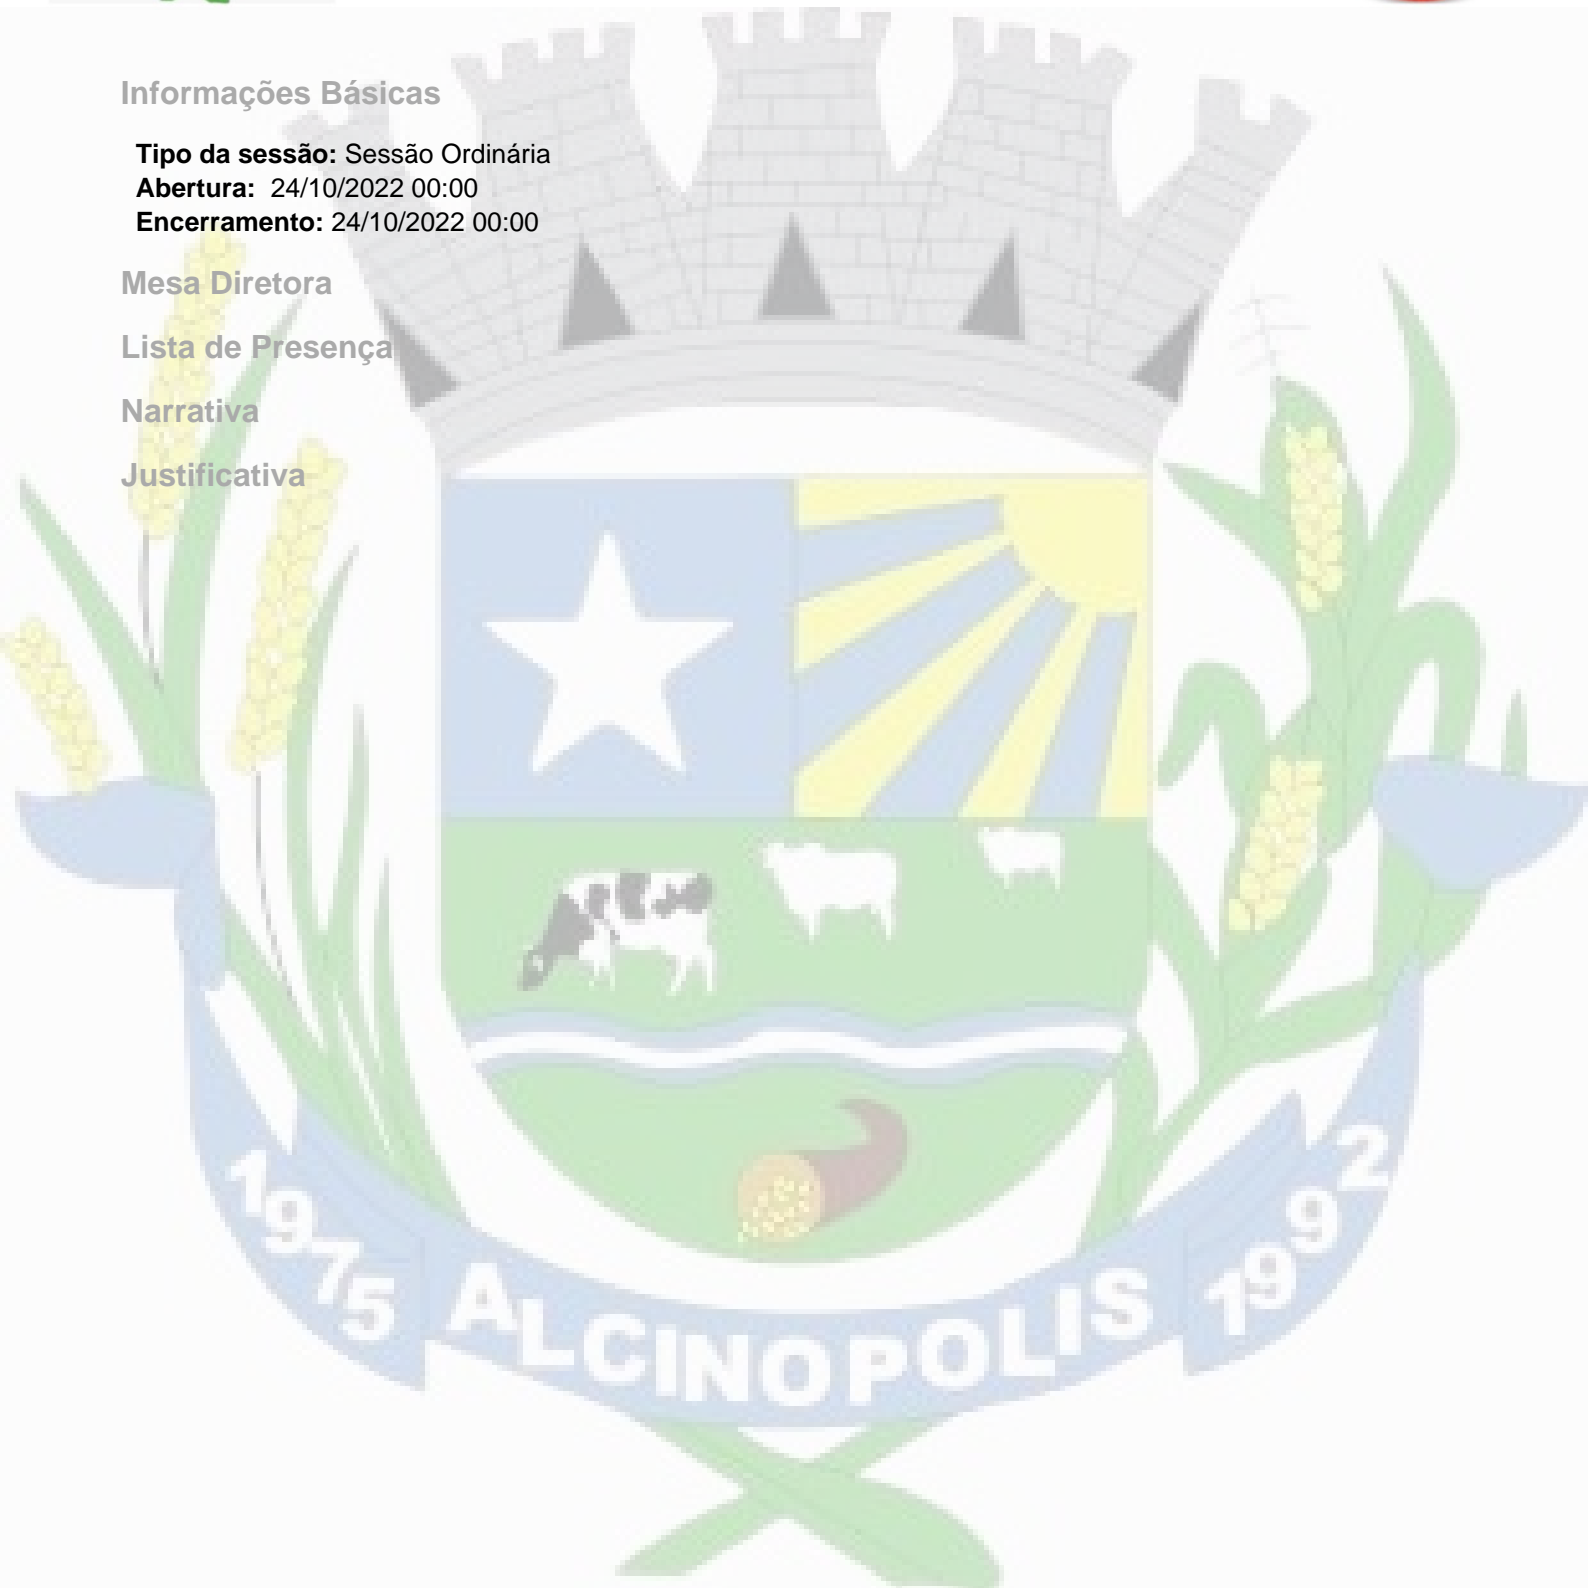 Informações Básicas
Tipo da sessão: Sessão Ordinária
Abertura: 24/10/2022 00:00
Encerramento: 24/10/2022 00:00
Mesa Diretora
Lista de Presença
Narrativa
Justificativa
1975 ALCINOPOLIS 1992